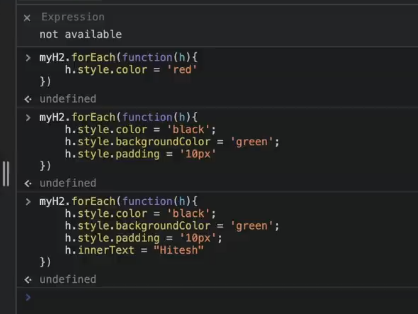 × Expression
not available
> myH2.forEach(function(h){
    h.style.color = 'red'
})
<· undefined
> myH2.forEach(function(h){
    h.style.color = 'black';
    h.style.backgroundColor = 'green';
    h.style.padding = '10px'
})
<· undefined
> myH2.forEach(function(h){
    h.style.color = 'black';
    h.style.backgroundColor = 'green';
    h.style.padding = '10px';
    h.innerText = "Hitesh"
})
<· undefined
>